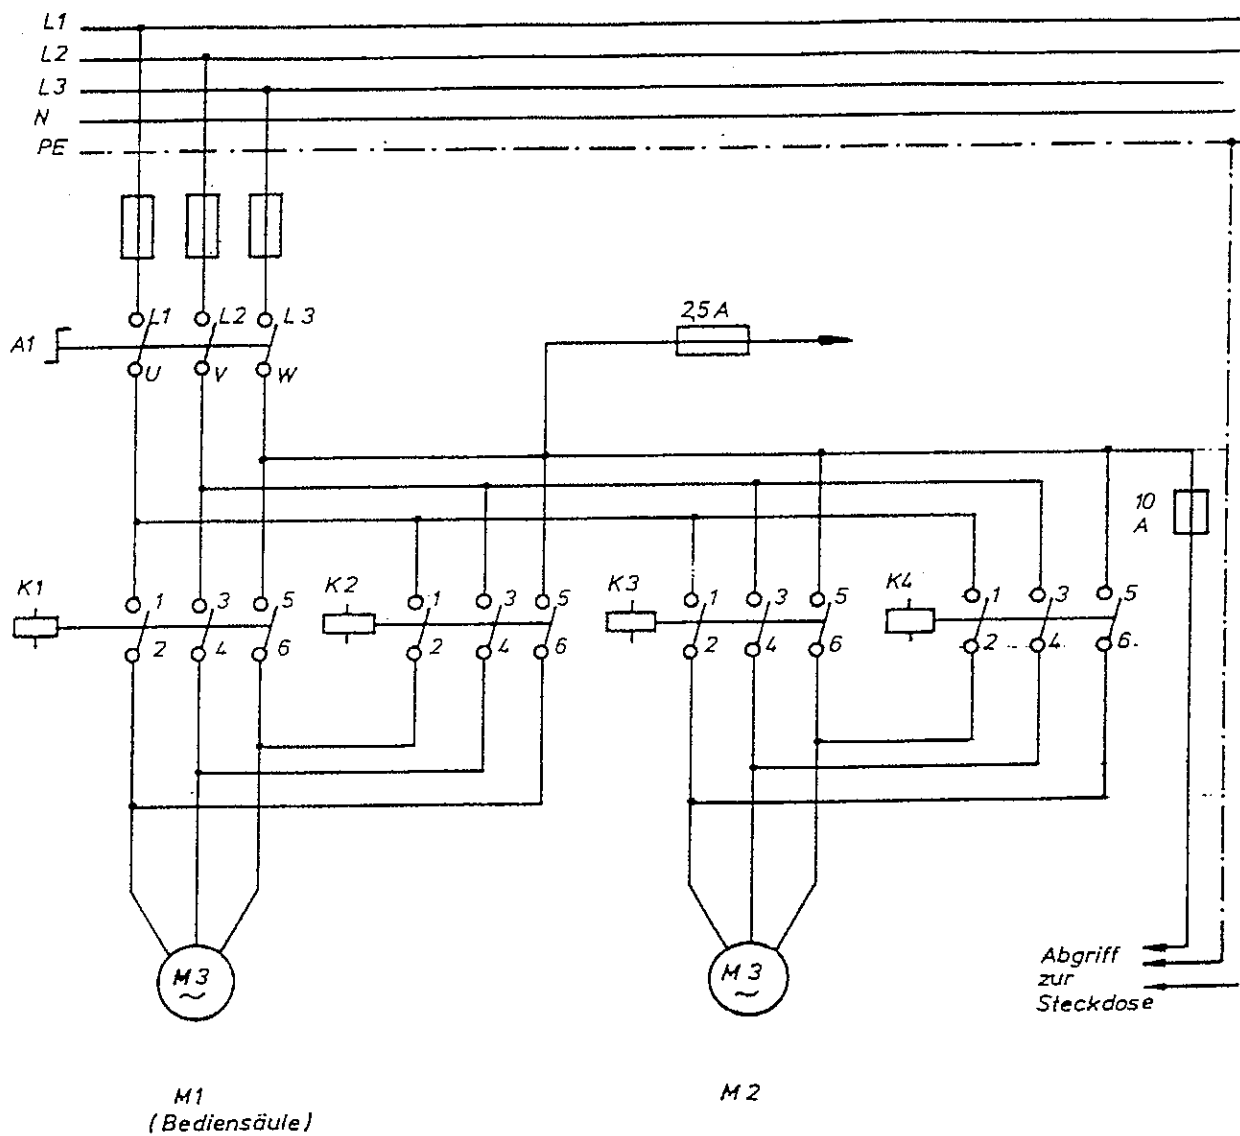 L1
L2
L3
N
PE
L1 L2 L3
A1
U V W
2,5 A
10
A
K1 1 3 5
2 4 6
K2 1 3 5
2 4 6
K3 1 3 5
2 4 6
K4 1 3 5
2 4 6
M 3
~
M 3
~
Abgriff
zur
Steckdose
M1
(Bediensäule)
M 2